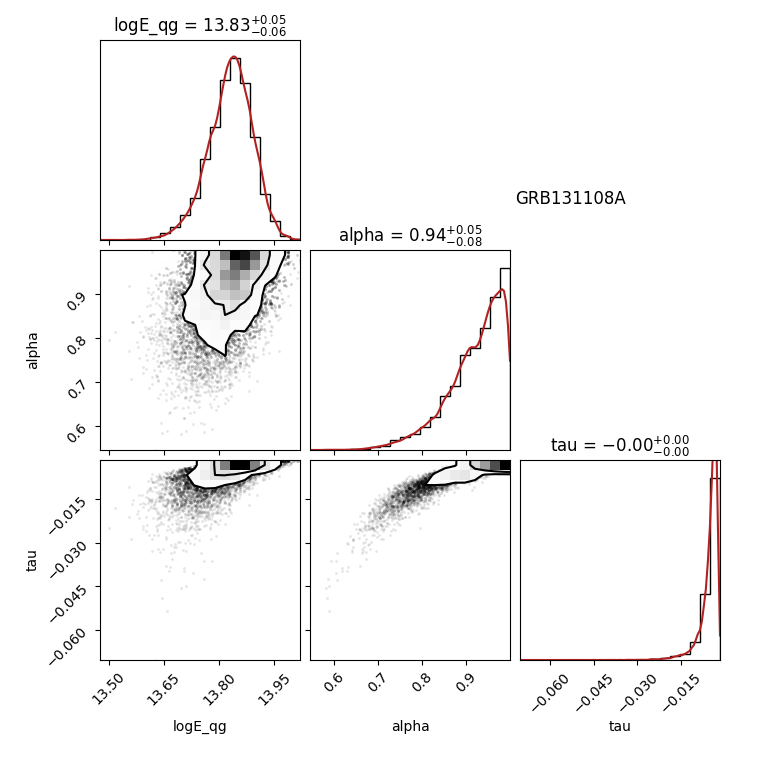 logE_qg = 13.83+0.05−0.06
GRB131108A
alpha = 0.94+0.05−0.08
0.9
0.8
0.7
0.6
alpha
tau = −0.00+0.00−0.00
−0.015
−0.030
−0.045
−0.060
tau
13.50 13.65 13.80 13.95
0.6 0.7 0.8 0.9
−0.060 −0.045 −0.030 −0.015
logE_qg alpha tau